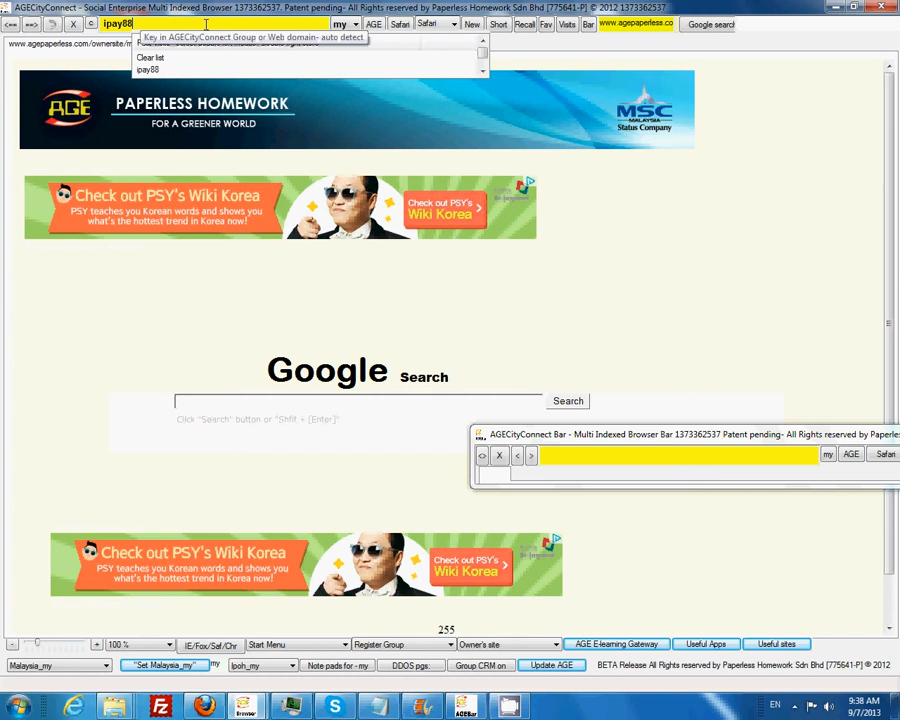 AGECityConnect - Social Enterprise Multi Indexed Browser 1373362537 Patent pending- All Rights reserved by Paperless Homework Sdn Bhd [775641-P] © 2012 1373362537
<== ==> X C ipay88 my AGE Safari Safari New Short Recall Fav Visits Bar www.agepaperless.co Google search
Key in AGECityConnect Group or Web domain- auto detect
www.agepaperless.com/ownersite/m
Clear list
ipay88
AGE PAPERLESS HOMEWORK
FOR A GREENER WORLD
MSC
MALAYSIA
Status Company
Check out PSY's Wiki Korea
PSY teaches you Korean words and shows you
what's the hottest trend in Korea now!
Check out PSY's
Wiki Korea
Google Search
Search
Click "Search" button or "Shfit + [Enter]"
AGECityConnect Bar - Multi Indexed Browser Bar 1373362537 Patent pending- All Rights reserved by Paperles
<> X < > my AGE Safari
Check out PSY's Wiki Korea
PSY teaches you Korean words and shows you
what's the hottest trend in Korea now!
Check out PSY's
Wiki Korea
255
- + 100 % IE/Fox/Saf/Chr Start Menu Register Group Owner's site AGE E-learning Gateway Useful Apps Useful sites
Malaysia_my "Set Malaysia_my" my Ipoh_my Note pads for - my DDOS pgs: Group CRM on Update AGE BETA Release All Rights reserved by Paperless Homework Sdn Bhd [775641-P] ® 2012
Browser AGEBar EN 9:38 AM
9/7/2013